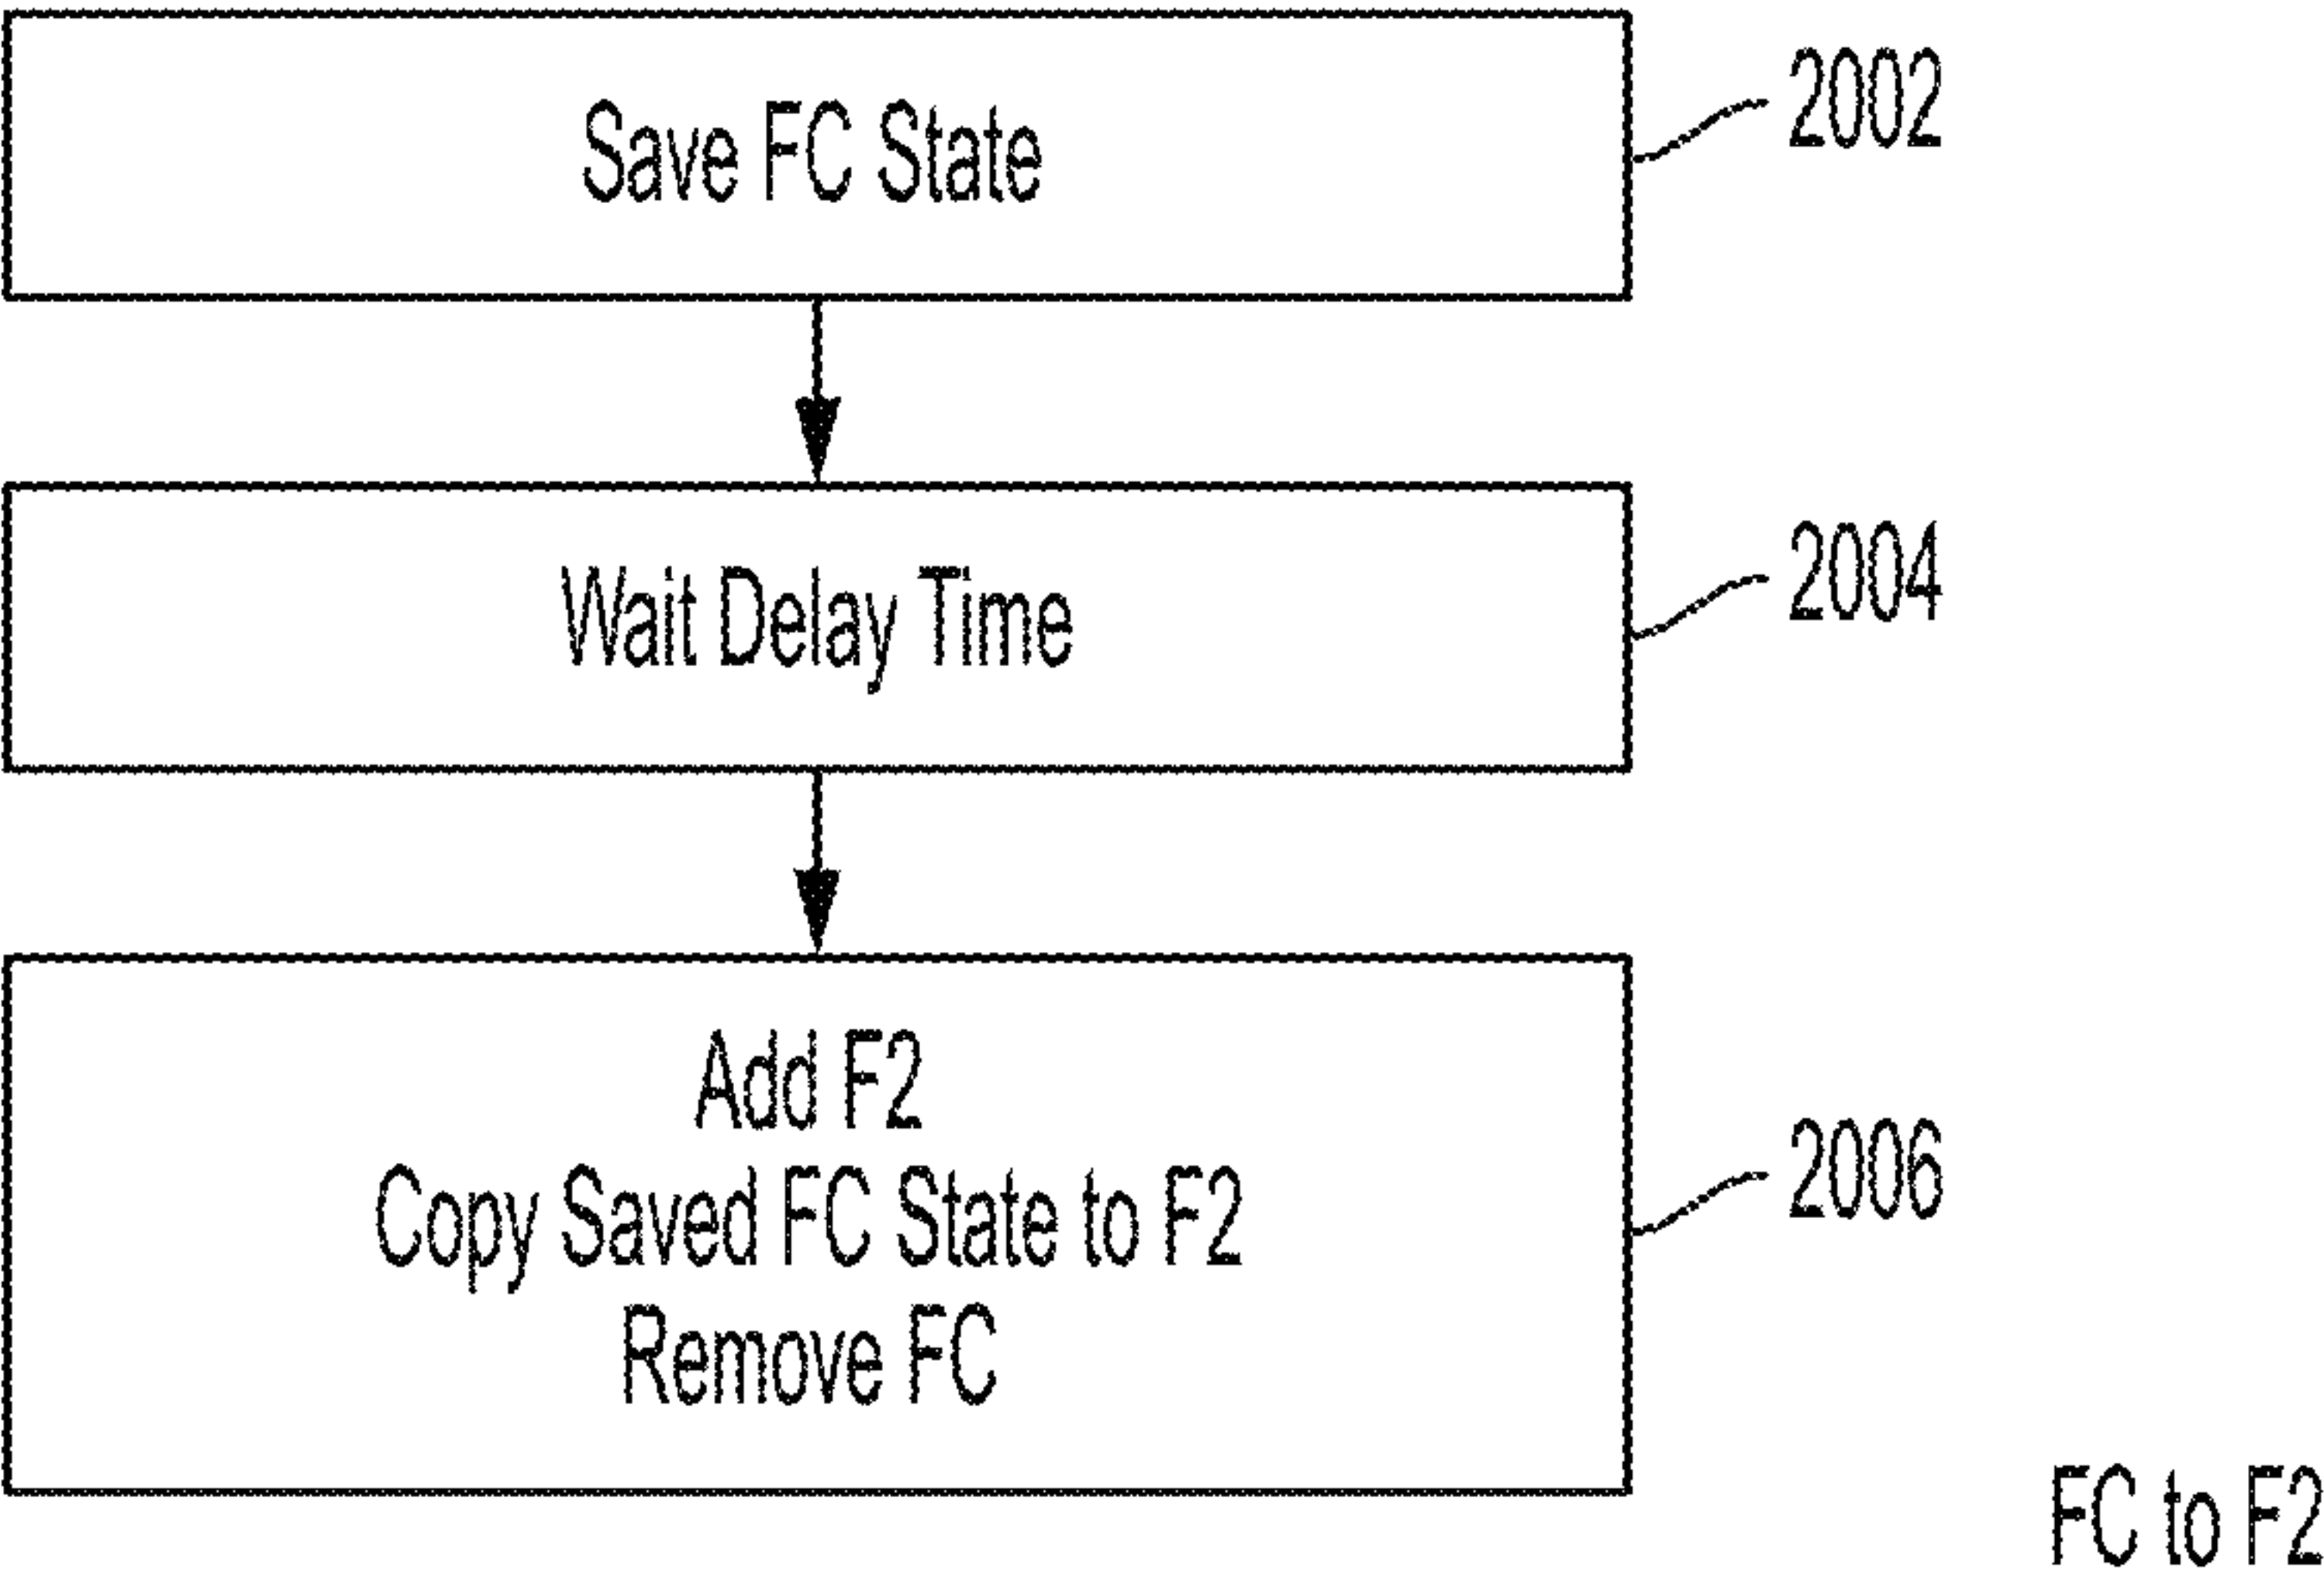 Save FC State
2002
Wait Delay Time
2004
Add F2
Copy Saved FC State to F2
2006
Remove FC
FC to F2